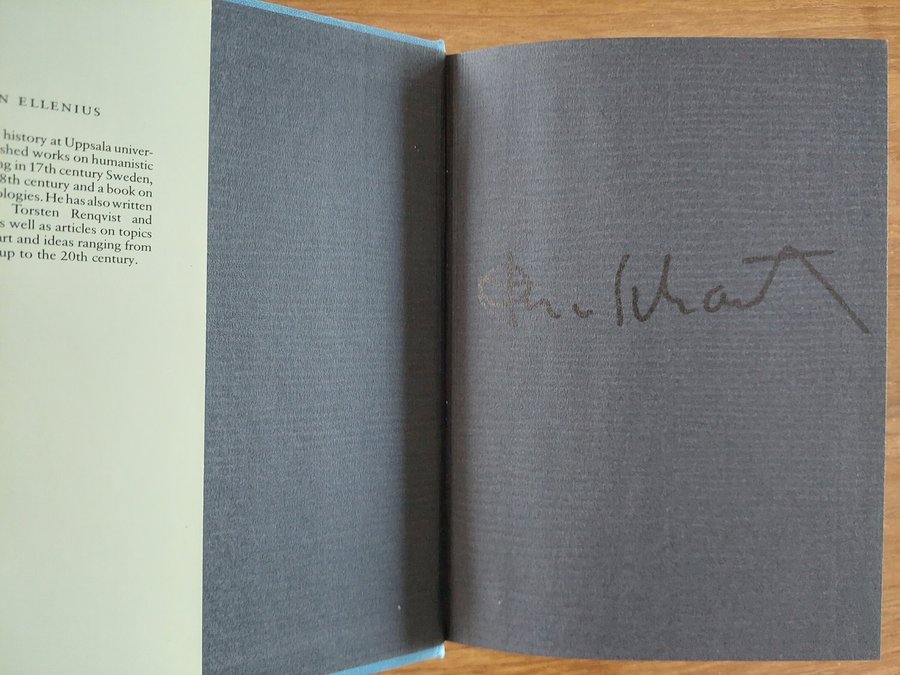 N ELLENIUS
history at Uppsala univer-
shed works on humanistic
ng in 17th century Sweden,
8th century and a book on
ologies. He has also written
Torsten Renqvist and
s well as articles on topics
art and ideas ranging from
up to the 20th century.